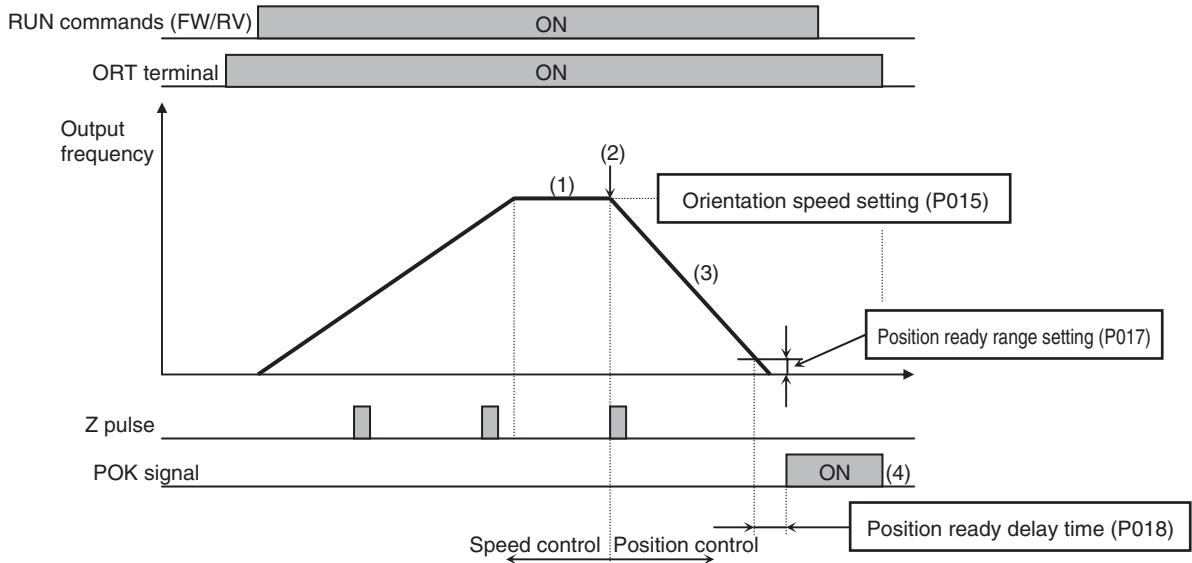 RUN commands (FW/RV)
ON
ORT terminal
ON
Output
frequency
(2)
(1)
Orientation speed setting (P015)
(3)
Position ready range setting (P017)
Z pulse
POK signal
ON
(4)
Position ready delay time (P018)
Speed control
Position control